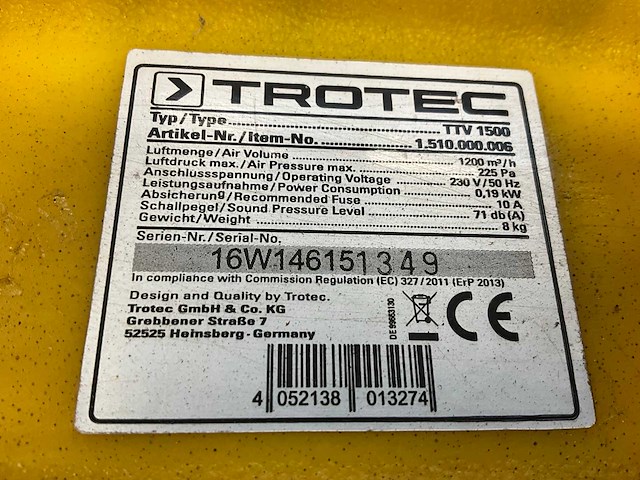 TROTEC
Typ/Type.......... TTV 1500
Artikel-Nr./Item-No.......... 1.510.000.006
Luftmenge/Air Volume .......... 1200 m³/h
Luftdruck max./Air Pressure max. .......... 225 Pa
Anschlussspannung/Operating Voltage .......... 230 V/50 Hz
Leistungsaufnahme/Power Consumption .......... 0,19 kW
Absicherung/Recommended Fuse .......... 10 A
Schallpegel/Sound Pressure Level .......... 71 db (A)
Gewicht/Weight .......... 8 kg
Serien-Nr./Serial-No.
16W146151349
In compliance with Commission Regulation (EC) 327/2011 (ErP 2013)
Design and Quality by Trotec.
Trotec GmbH & Co. KG
Grebbener Straße 7
52525 Heinsberg - Germany
DE 99663130
CE
4 052138 013274